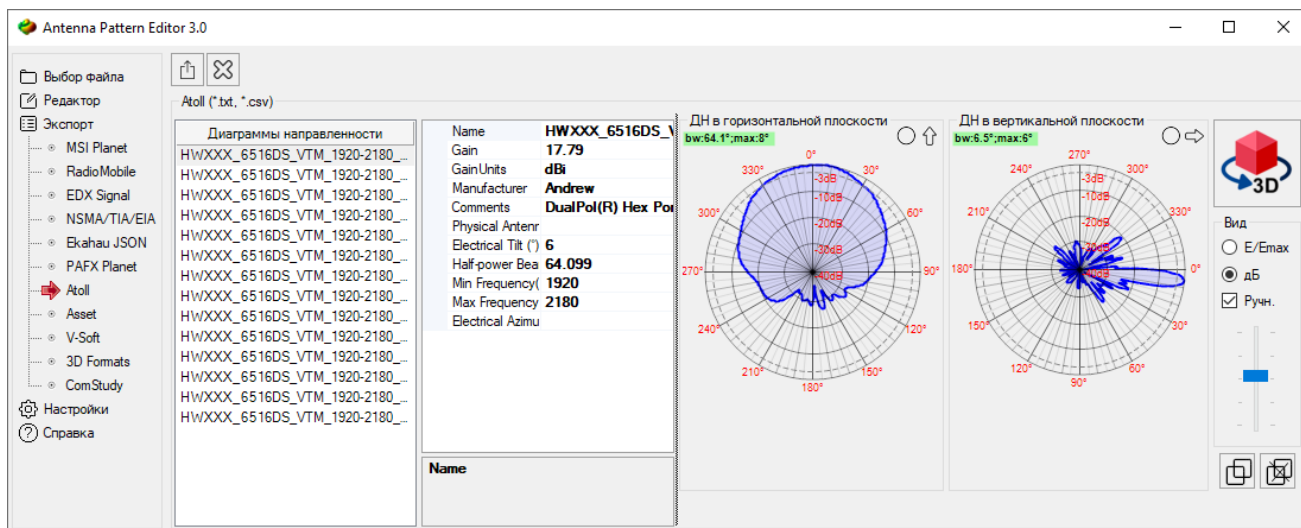 Antenna Pattern Editor 3.0
Выбор файла
Редактор
Экспорт
MSI Planet
RadioMobile
EDX Signal
NSMA/TIA/EIA
Ekahau JSON
PAFX Planet
Atoll
Asset
V-Soft
3D Formats
ComStudy
Настройки
Справка
Atoll (*.txt, *.csv)
Диаграммы направленности
HWXXX_6516DS_VTM_1920-2180_...
HWXXX_6516DS_VTM_1920-2180_...
HWXXX_6516DS_VTM_1920-2180_...
HWXXX_6516DS_VTM_1920-2180_...
HWXXX_6516DS_VTM_1920-2180_...
HWXXX_6516DS_VTM_1920-2180_...
HWXXX_6516DS_VTM_1920-2180_...
HWXXX_6516DS_VTM_1920-2180_...
HWXXX_6516DS_VTM_1920-2180_...
HWXXX_6516DS_VTM_1920-2180_...
HWXXX_6516DS_VTM_1920-2180_...
HWXXX_6516DS_VTM_1920-2180_...
HWXXX_6516DS_VTM_1920-2180_...
HWXXX_6516DS_VTM_1920-2180_...
Name HWXXX_6516DS_V
Gain 17.79
GainUnits dBi
Manufacturer Andrew
Comments DualPol(R) Hex Por
Physical Antenr
Electrical Tilt (°) 6
Half-power Bea 64.099
Min Frequency( 1920
Max Frequency 2180
Electrical Azimu
Name
ДН в горизонтальной плоскости
bw:64.1°;max:8°
0°
330° 30°
-3dB
-10dB
300° 60°
-20dB
-30dB
270° 90°
-40dB
240° 120°
210° 150°
180°
ДН в вертикальной плоскости
bw:6.5°;max:6°
270°
240° 300°
-3dB
-10dB
210° 330°
-20dB
-30dB
180° 0°
-40dB
150° 30°
120° 60°
90°
3D
Вид
E/Emax
дБ
Ручн.